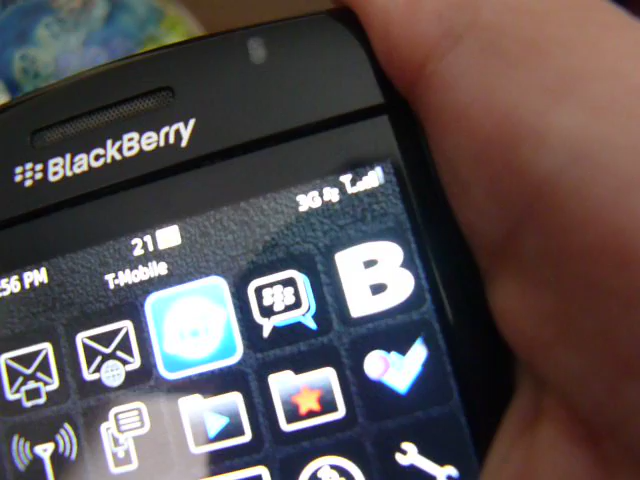 BlackBerry
3G
21
:56 PM
T-Mobile
B